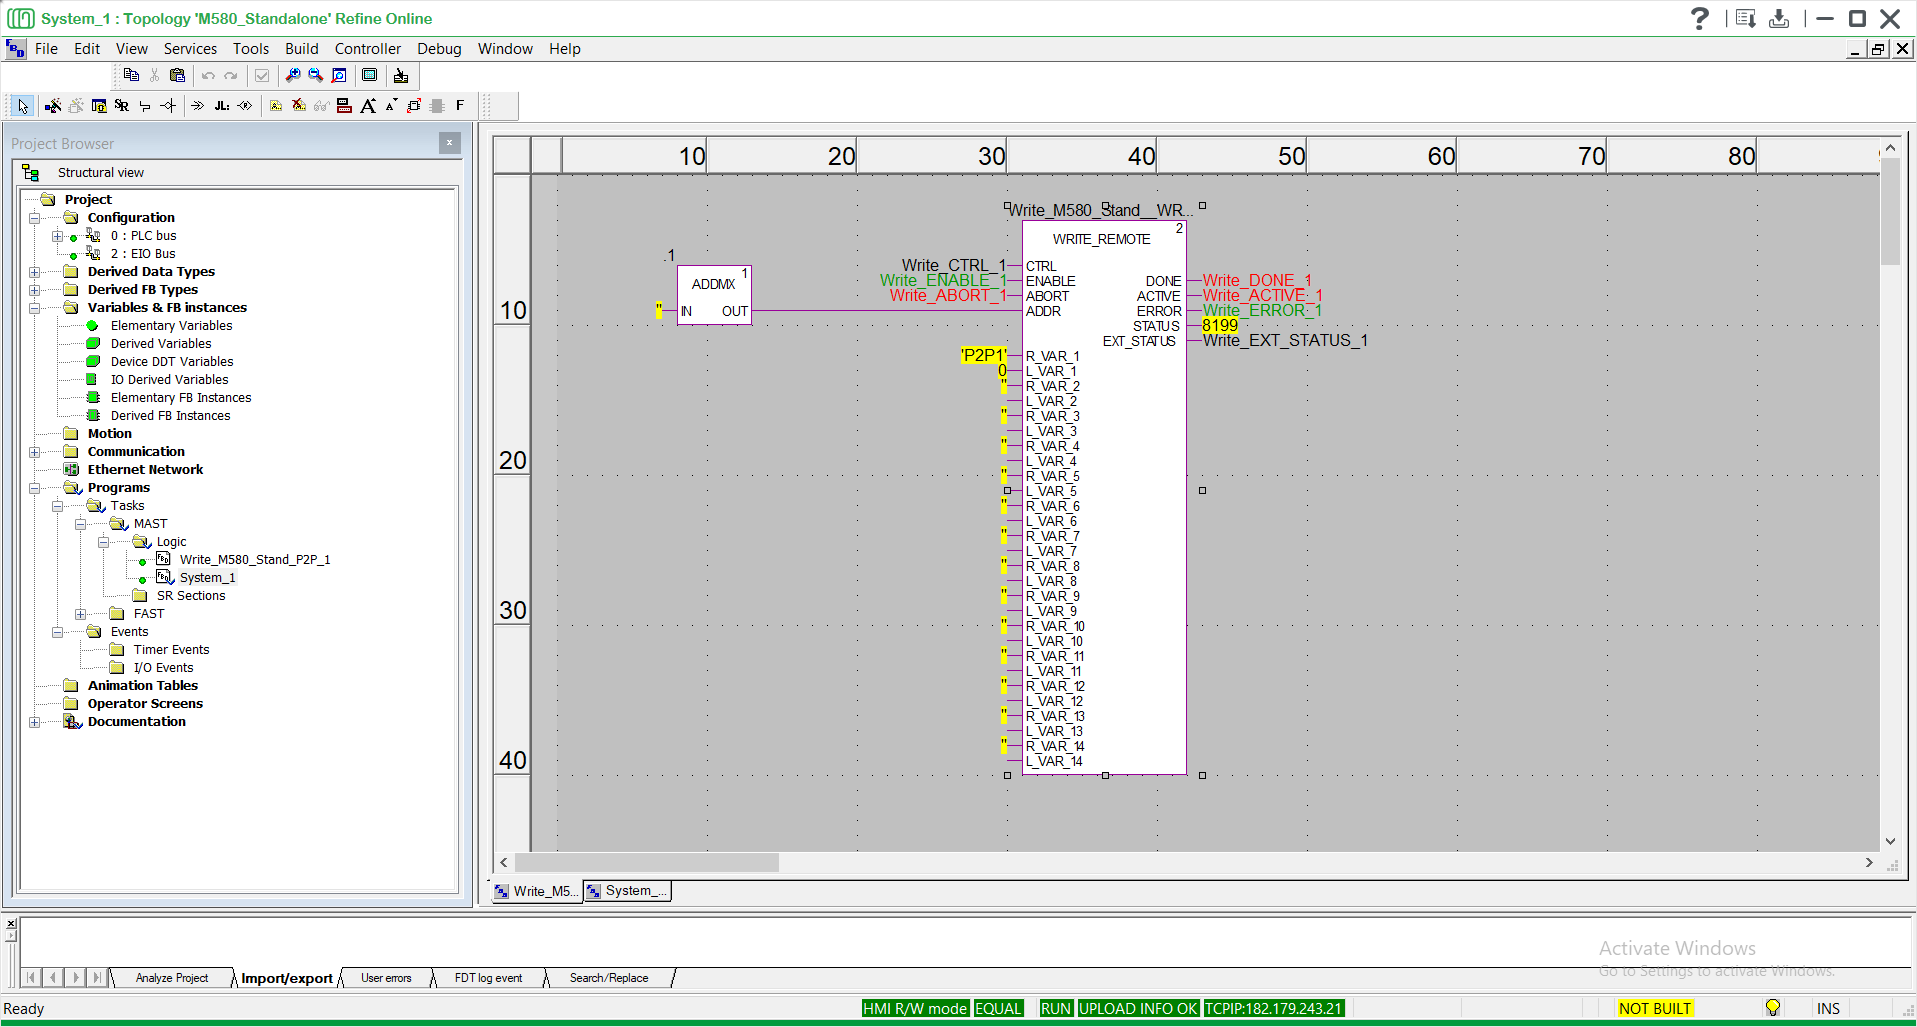 System_1 : Topology 'M580_Standalone' Refine Online
File Edit View Services Tools Build Controller Debug Window Help
Project Browser
Structural view
Project
Configuration
0 : PLC bus
2 : EIO Bus
Derived Data Types
Derived FB Types
Variables & FB instances
Elementary Variables
Derived Variables
Device DDT Variables
IO Derived Variables
Elementary FB Instances
Derived FB Instances
Motion
Communication
Ethernet Network
Programs
Tasks
MAST
Logic
Write_M580_Stand_P2P_1
System_1
SR Sections
FAST
Events
Timer Events
I/O Events
Animation Tables
Operator Screens
Documentation
10 20 30 40 50 60 70 80
10
20
30
40
.1
1
ADDMX
'' IN OUT
Write_M580_Stand__WR...
2
WRITE_REMOTE
Write_CTRL_1 CTRL
Write_ENABLE_1 ENABLE DONE Write_DONE_1
Write_ABORT_1 ABORT ACTIVE Write_ACTIVE_1
ADDR ERROR Write_ERROR_1
STATUS 8199
EXT_STATUS Write_EXT_STATUS_1
'P2P1' R_VAR_1
0 L_VAR_1
'' R_VAR_2
L_VAR_2
'' R_VAR_3
L_VAR_3
'' R_VAR_4
L_VAR_4
'' R_VAR_5
L_VAR_5
'' R_VAR_6
L_VAR_6
'' R_VAR_7
L_VAR_7
'' R_VAR_8
L_VAR_8
'' R_VAR_9
L_VAR_9
'' R_VAR_10
L_VAR_10
'' R_VAR_11
L_VAR_11
'' R_VAR_12
L_VAR_12
'' R_VAR_13
L_VAR_13
'' R_VAR_14
L_VAR_14
Write_M5... System_...
Activate Windows
Go to Settings to activate Windows.
Analyze Project Import/export User errors FDT log event Search/Replace
Ready HMI R/W mode EQUAL RUN UPLOAD INFO OK TCPIP:182.179.243.21 NOT BUILT INS